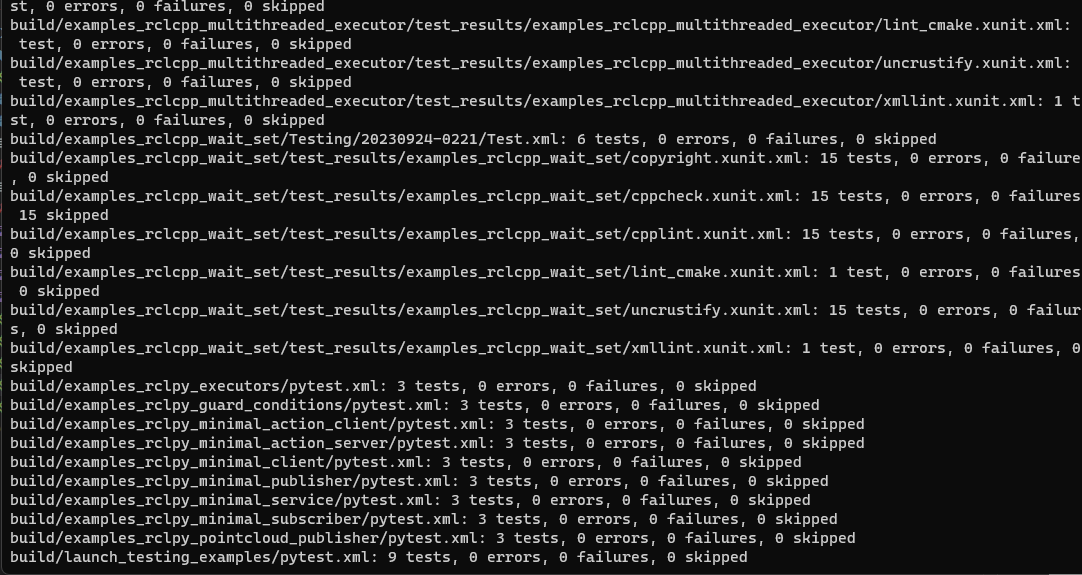 st, 0 errors, 0 failures, 0 skipped
build/examples_rclcpp_multithreaded_executor/test_results/examples_rclcpp_multithreaded_executor/lint_cmake.xunit.xml:
 test, 0 errors, 0 failures, 0 skipped
build/examples_rclcpp_multithreaded_executor/test_results/examples_rclcpp_multithreaded_executor/uncrustify.xunit.xml:
 test, 0 errors, 0 failures, 0 skipped
build/examples_rclcpp_multithreaded_executor/test_results/examples_rclcpp_multithreaded_executor/xmllint.xunit.xml: 1 t
st, 0 errors, 0 failures, 0 skipped
build/examples_rclcpp_wait_set/Testing/20230924-0221/Test.xml: 6 tests, 0 errors, 0 failures, 0 skipped
build/examples_rclcpp_wait_set/test_results/examples_rclcpp_wait_set/copyright.xunit.xml: 15 tests, 0 errors, 0 failure
, 0 skipped
build/examples_rclcpp_wait_set/test_results/examples_rclcpp_wait_set/cppcheck.xunit.xml: 15 tests, 0 errors, 0 failures
 15 skipped
build/examples_rclcpp_wait_set/test_results/examples_rclcpp_wait_set/cpplint.xunit.xml: 15 tests, 0 errors, 0 failures,
0 skipped
build/examples_rclcpp_wait_set/test_results/examples_rclcpp_wait_set/lint_cmake.xunit.xml: 1 test, 0 errors, 0 failures
 0 skipped
build/examples_rclcpp_wait_set/test_results/examples_rclcpp_wait_set/uncrustify.xunit.xml: 15 tests, 0 errors, 0 failur
s, 0 skipped
build/examples_rclcpp_wait_set/test_results/examples_rclcpp_wait_set/xmllint.xunit.xml: 1 test, 0 errors, 0 failures, 0
skipped
build/examples_rclpy_executors/pytest.xml: 3 tests, 0 errors, 0 failures, 0 skipped
build/examples_rclpy_guard_conditions/pytest.xml: 3 tests, 0 errors, 0 failures, 0 skipped
build/examples_rclpy_minimal_action_client/pytest.xml: 3 tests, 0 errors, 0 failures, 0 skipped
build/examples_rclpy_minimal_action_server/pytest.xml: 3 tests, 0 errors, 0 failures, 0 skipped
build/examples_rclpy_minimal_client/pytest.xml: 3 tests, 0 errors, 0 failures, 0 skipped
build/examples_rclpy_minimal_publisher/pytest.xml: 3 tests, 0 errors, 0 failures, 0 skipped
build/examples_rclpy_minimal_service/pytest.xml: 3 tests, 0 errors, 0 failures, 0 skipped
build/examples_rclpy_minimal_subscriber/pytest.xml: 3 tests, 0 errors, 0 failures, 0 skipped
build/examples_rclpy_pointcloud_publisher/pytest.xml: 3 tests, 0 errors, 0 failures, 0 skipped
build/launch_testing_examples/pytest.xml: 9 tests, 0 errors, 0 failures, 0 skipped